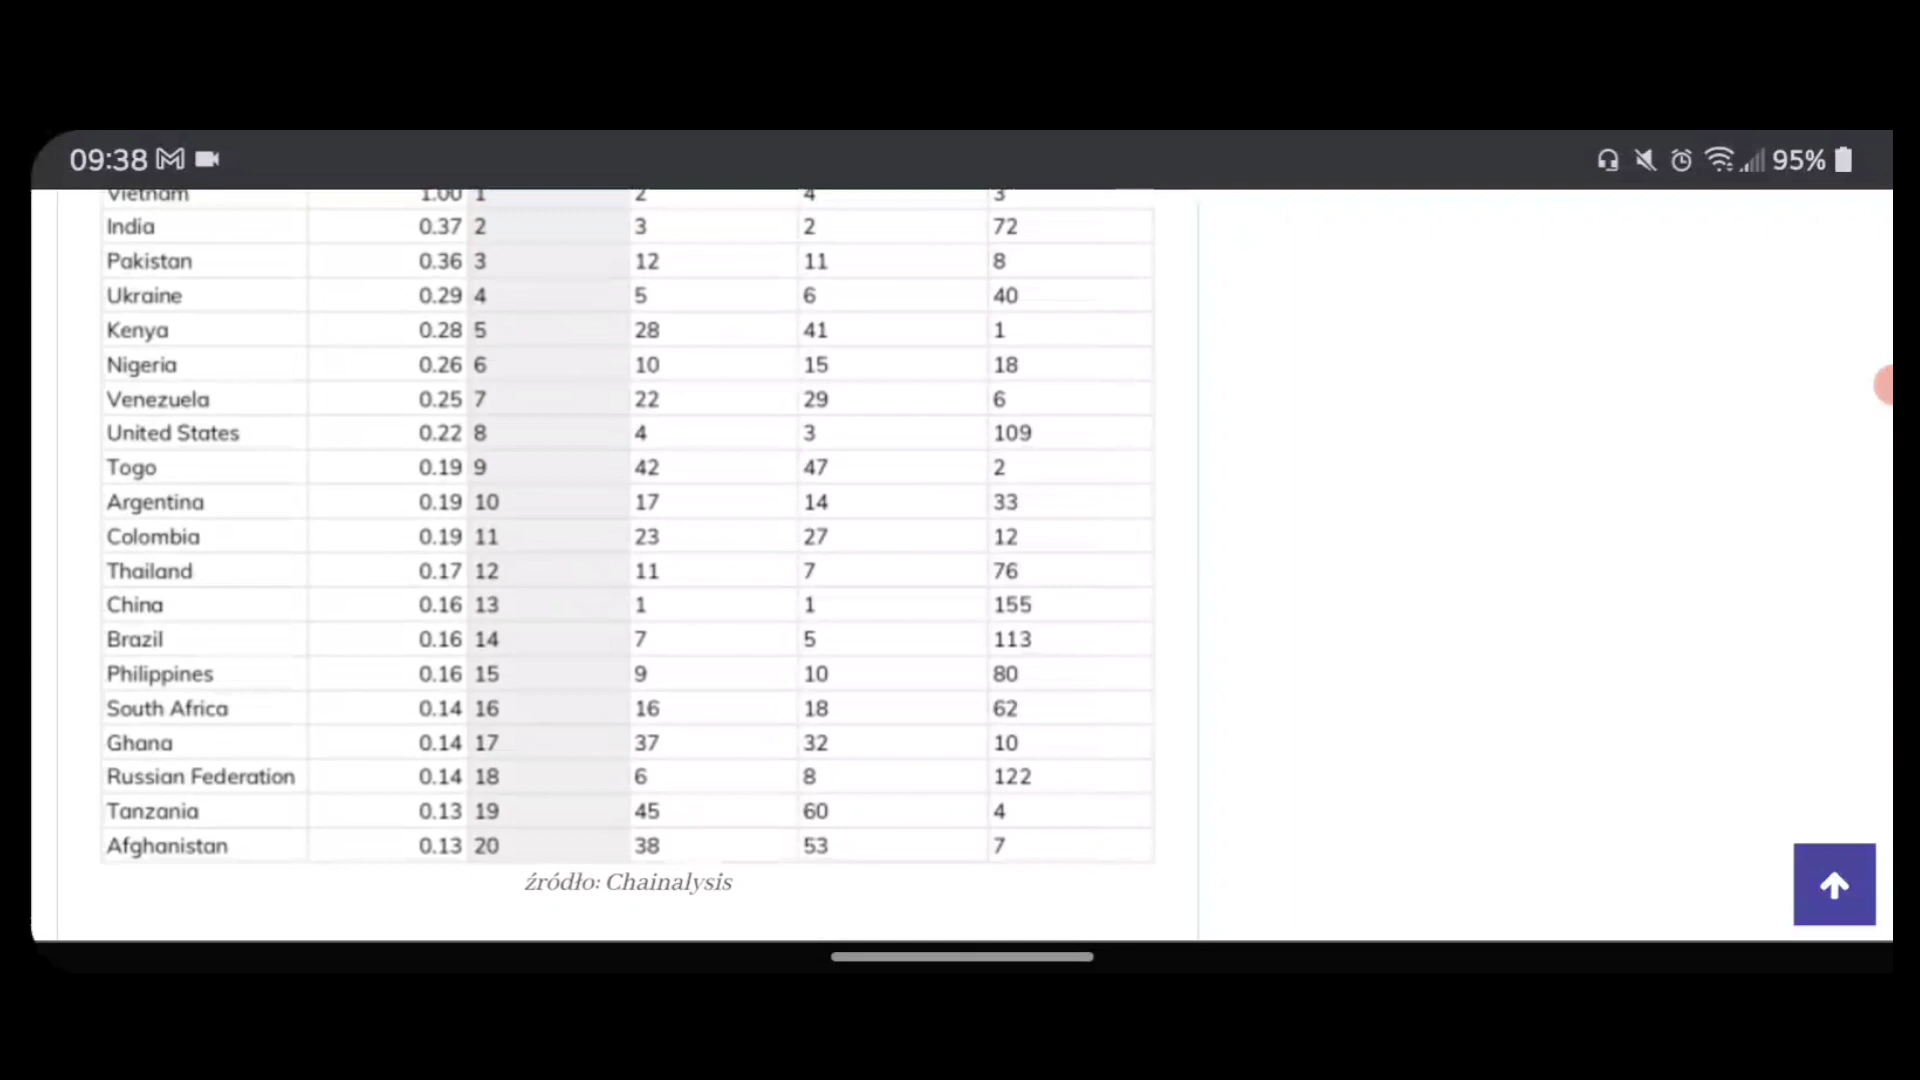 09:38 95%
Vietnam 1.00 1 2 4 3
India 0.37 2 3 2 72
Pakistan 0.36 3 12 11 8
Ukraine 0.29 4 5 6 40
Kenya 0.28 5 28 41 1
Nigeria 0.26 6 10 15 18
Venezuela 0.25 7 22 29 6
United States 0.22 8 4 3 109
Togo 0.19 9 42 47 2
Argentina 0.19 10 17 14 33
Colombia 0.19 11 23 27 12
Thailand 0.17 12 11 7 76
China 0.16 13 1 1 155
Brazil 0.16 14 7 5 113
Philippines 0.16 15 9 10 80
South Africa 0.14 16 16 18 62
Ghana 0.14 17 37 32 10
Russian Federation 0.14 18 6 8 122
Tanzania 0.13 19 45 60 4
Afghanistan 0.13 20 38 53 7
źródło: Chainalysis